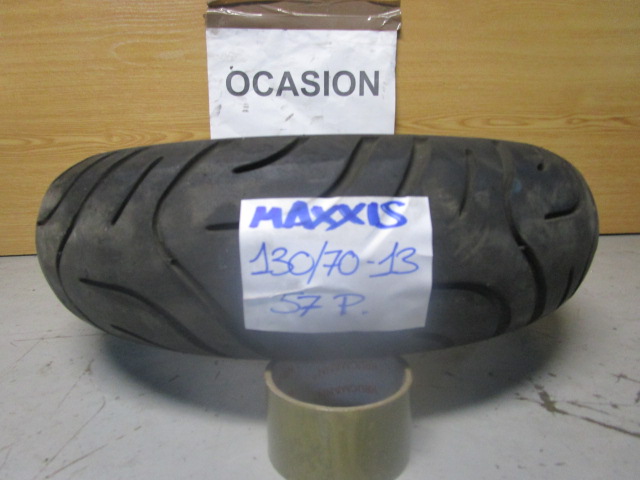 OCASION
MAXXIS
130/70-13
57 P.